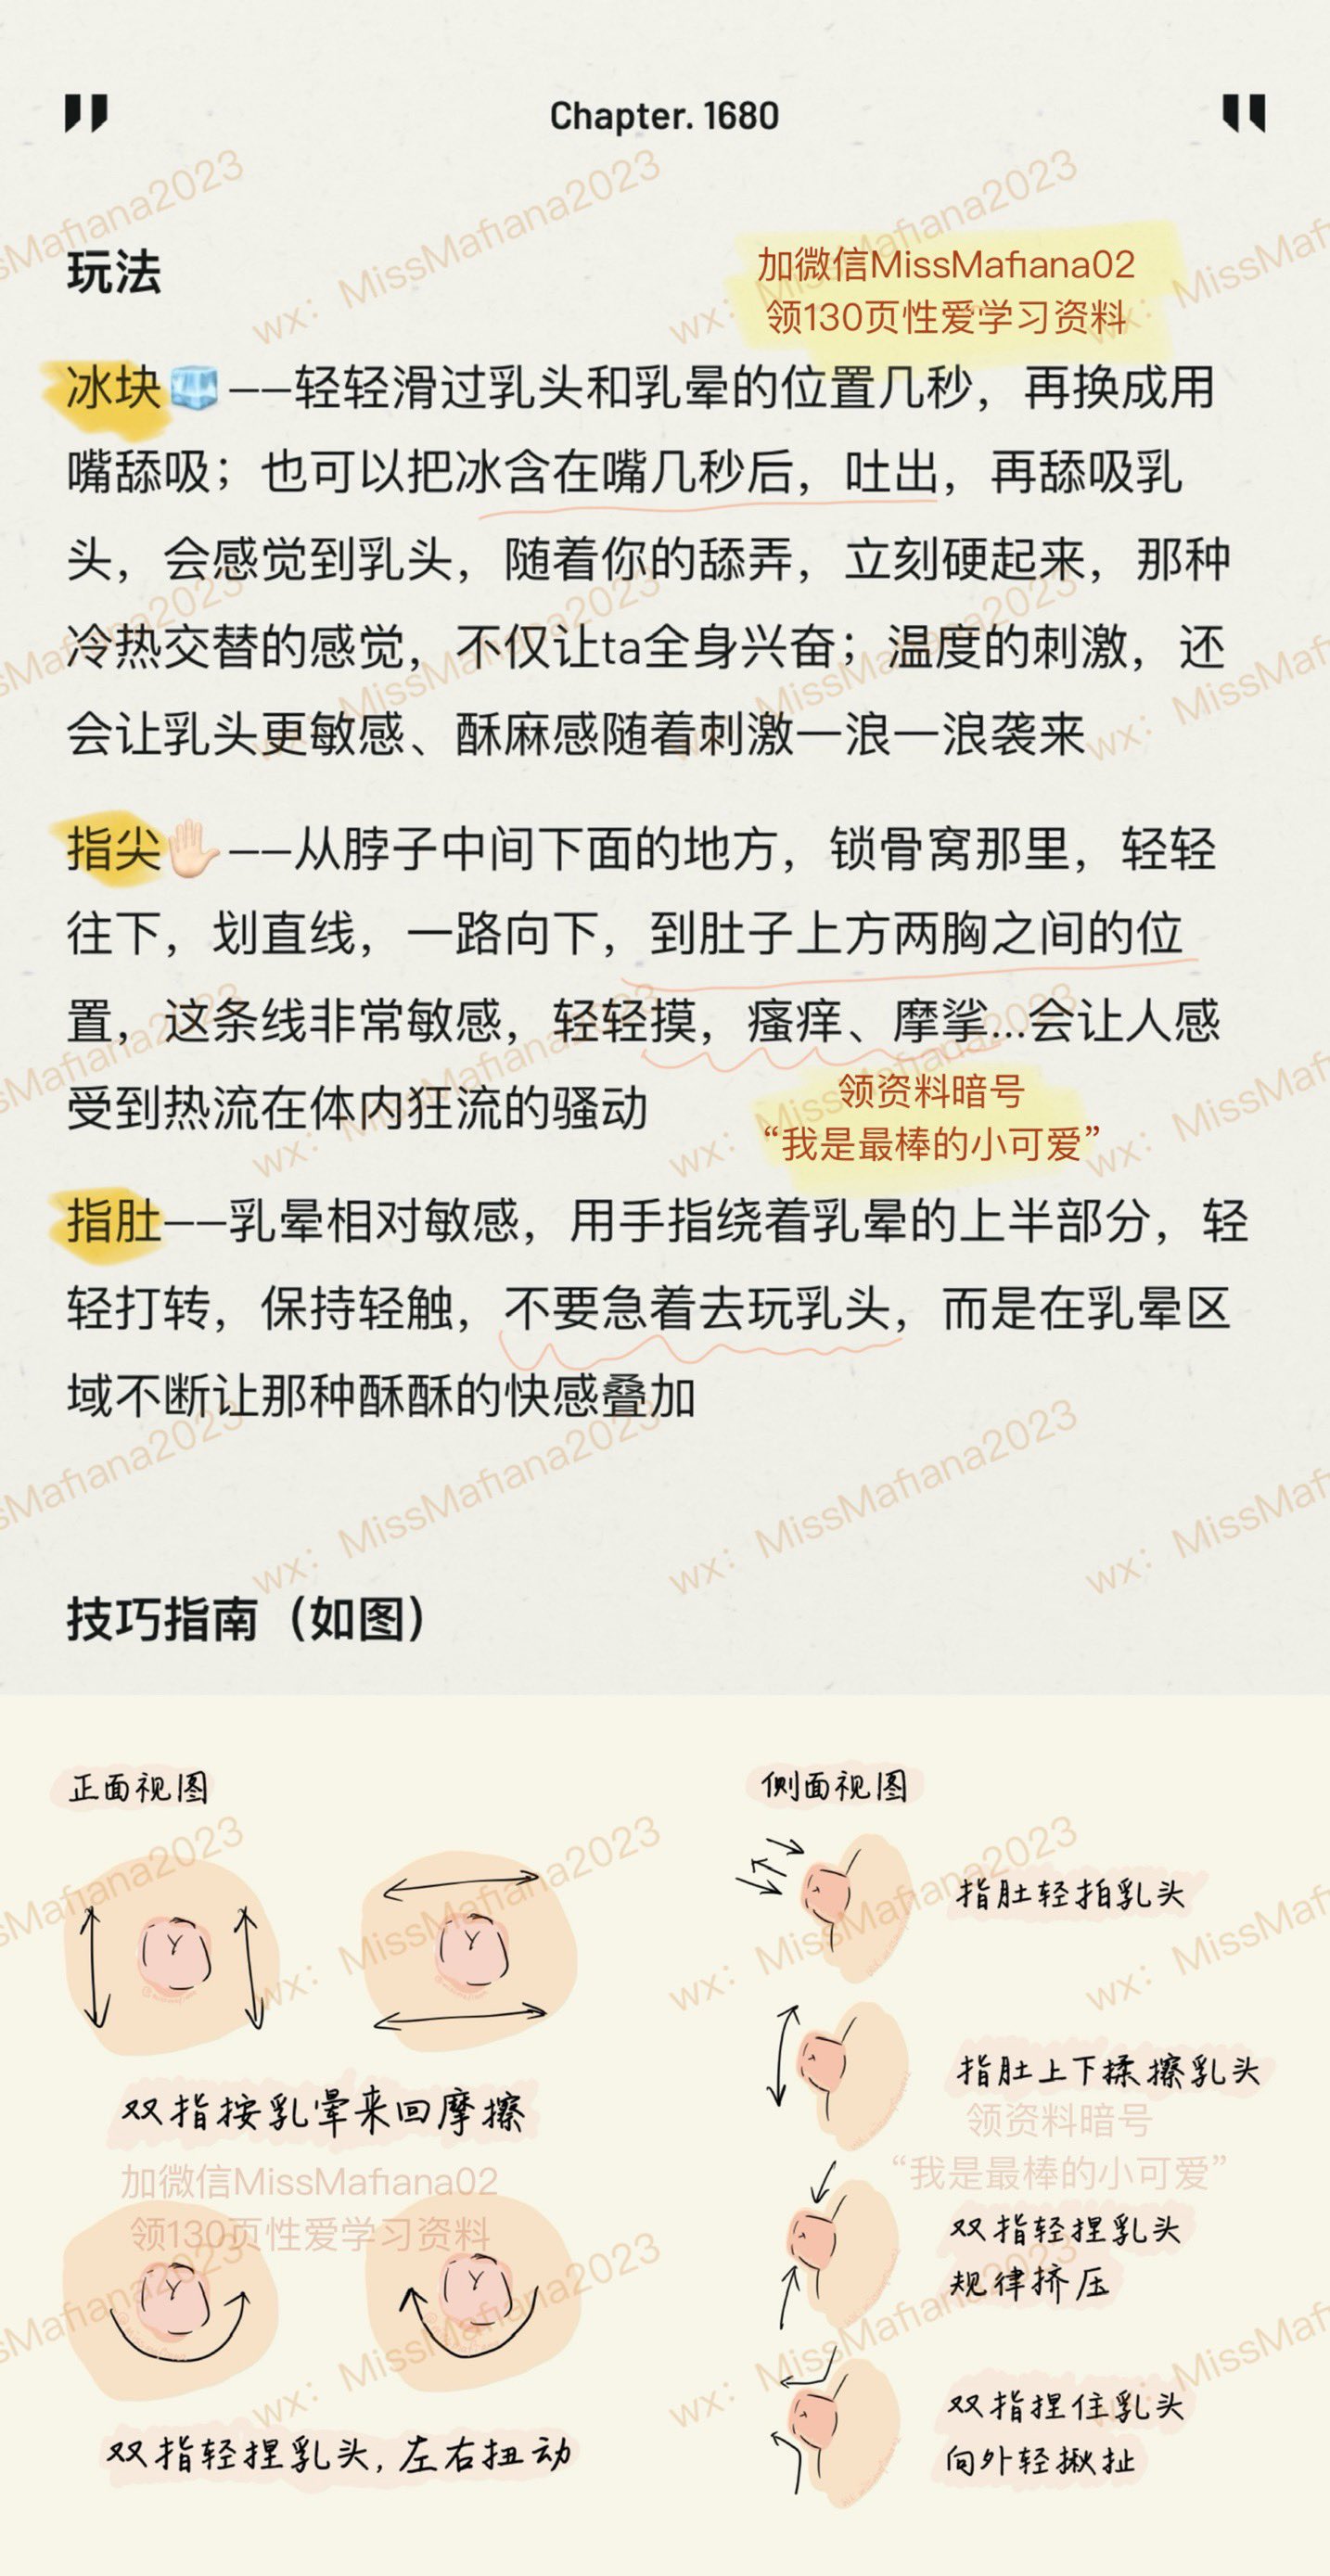 Chapter. 1680
玩法
加微信MissMafiana02
领130页性爱学习资料
冰块🧊——轻轻滑过乳头和乳晕的位置几秒，再换成用
嘴舔吸；也可以把冰含在嘴几秒后，吐出，再舔吸乳
头，会感觉到乳头，随着你的舔弄，立刻硬起来，那种
冷热交替的感觉，不仅让ta全身兴奋；温度的刺激，还
会让乳头更敏感、酥麻感随着刺激一浪一浪袭来
指尖🤚🏻——从脖子中间下面的地方，锁骨窝那里，轻轻
往下，划直线，一路向下，到肚子上方两胸之间的位
置，这条线非常敏感，轻轻摸，瘙痒、摩挲...会让人感
受到热流在体内狂流的骚动
领资料暗号
“我是最棒的小可爱”
指肚——乳晕相对敏感，用手指绕着乳晕的上半部分，轻
轻打转，保持轻触，不要急着去玩乳头，而是在乳晕区
域不断让那种酥酥的快感叠加
技巧指南（如图）
正面视图
双指按乳晕来回摩擦
加微信MissMafiana02
领130页性爱学习资料
双指轻捏乳头，左右扭动
侧面视图
指肚轻拍乳头
指肚上下揉擦乳头
领资料暗号
“我是最棒的小可爱”
双指轻捏乳头
规律挤压
双指捏住乳头
向外轻揪扯
wx：MissMafiana2023